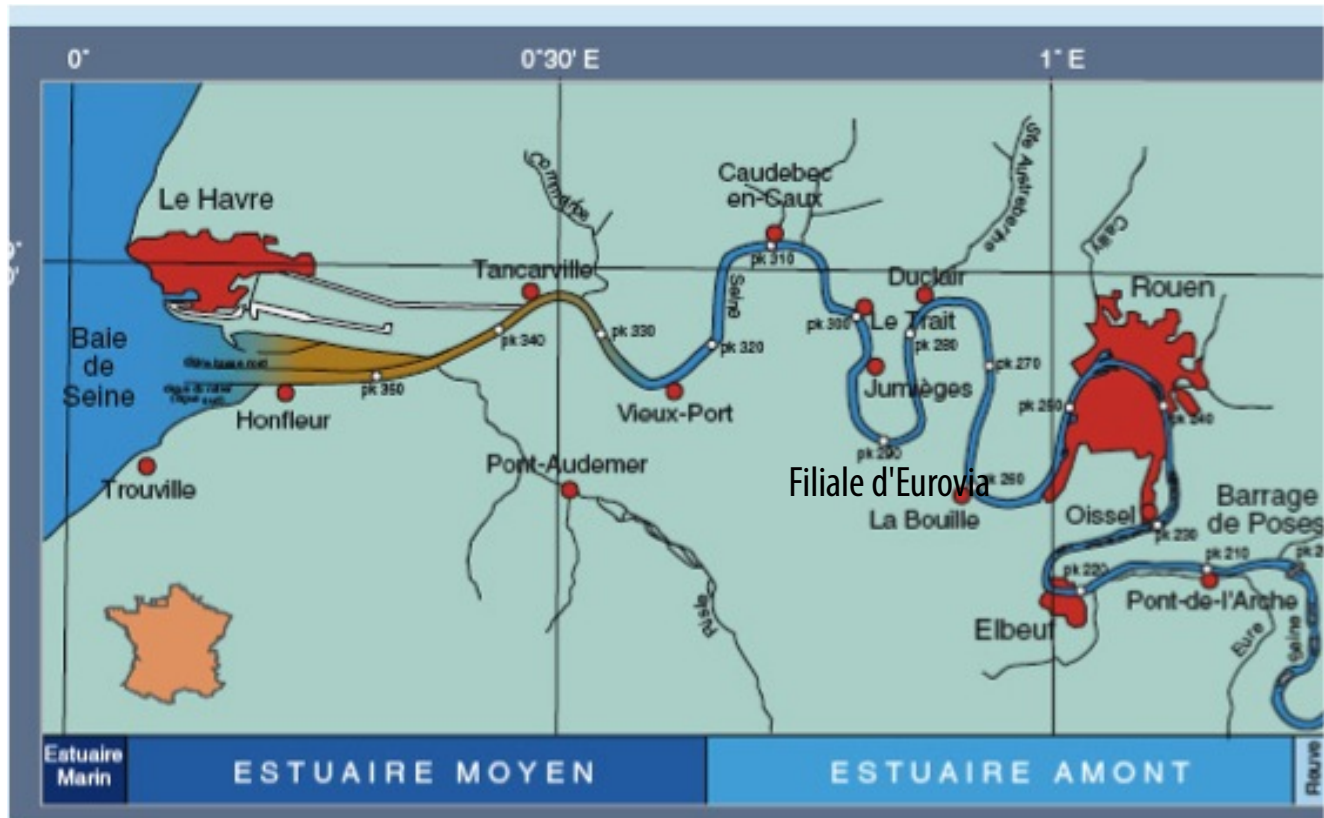 0°
0°30' E
1° E
Le Havre
Caudebec
en-Caux
Commerce
Ste Austreberthe
Cailly
pk 310
Tancarville
Seine
Duclair
Rouen
pk 300
Le Trait
pk 280
pk 340
pk 330
pk 320
Baie
de
Seine
pk 270
Jumièges
pk 350
Honfleur
Vieux-Port
pk 250
pk 240
pk 290
Pont-Audemer
Filiale d'Eurovia
pk 260
Trouville
La Bouille
Oissel
Barrage
de Poses
pk 230
pk 220
pk 210
Pont-de-l'Arche
Risle
Elbeuf
Eure
Seine
Estuaire
Marin
ESTUAIRE MOYEN
ESTUAIRE AMONT